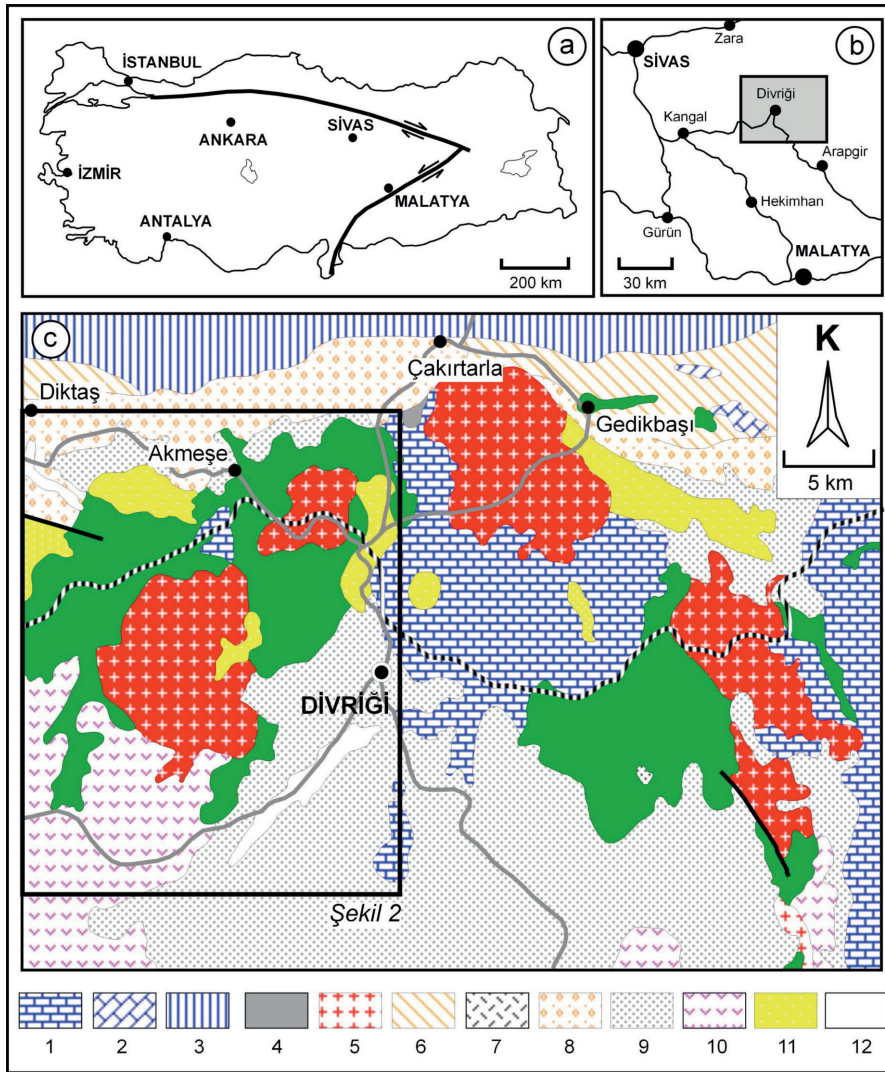 a
İSTANBUL
ANKARA
SİVAS
İZMİR
MALATYA
ANTALYA
200 km
b
Zara
SİVAS
Divriği
Kangal
Arapgir
Hekimhan
Gürün
MALATYA
30 km
c
K
5 km
Çakırtarla
Diktaş
Gedikbaşı
Akmeşe
DİVRİĞİ
Şekil 2
1 2 3 4 5 6 7 8 9 10 11 12